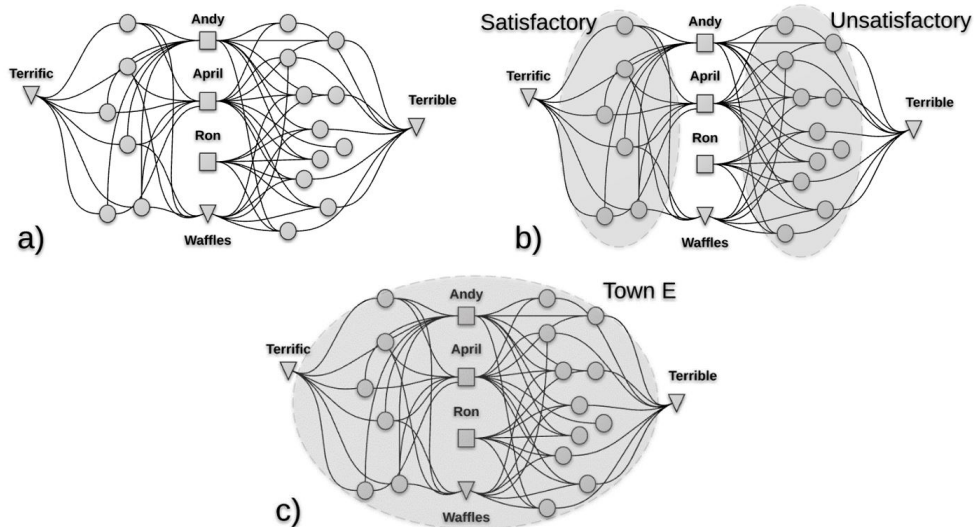 Andy
April
Terrific
Terrible
Ron
Waffles
a)
Satisfactory
Unsatisfactory
Andy
April
Terrific
Terrible
Ron
Waffles
b)
Town E
Andy
Terrific
April
Terrible
Ron
Waffles
c)